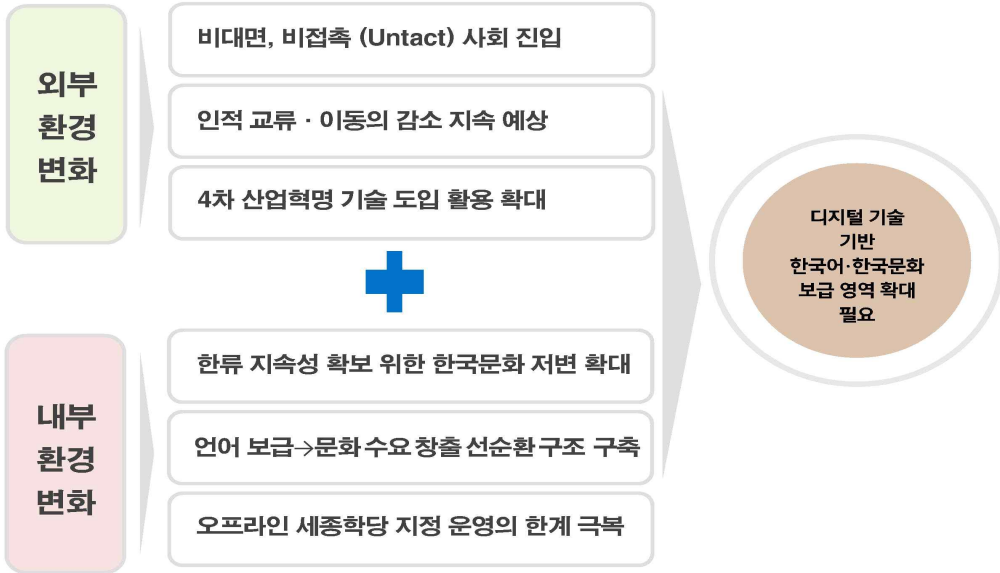 외부
환경
변화
비대면, 비접촉 (Untact) 사회 진입
인적 교류 · 이동의 감소 지속 예상
4차 산업혁명 기술 도입 활용 확대
내부
환경
변화
한류 지속성 확보 위한 한국문화 저변 확대
언어 보급→문화 수요 창출 선순환 구조 구축
오프라인 세종학당 지정 운영의 한계 극복
디지털 기술
기반
한국어·한국문화
보급 영역 확대
필요